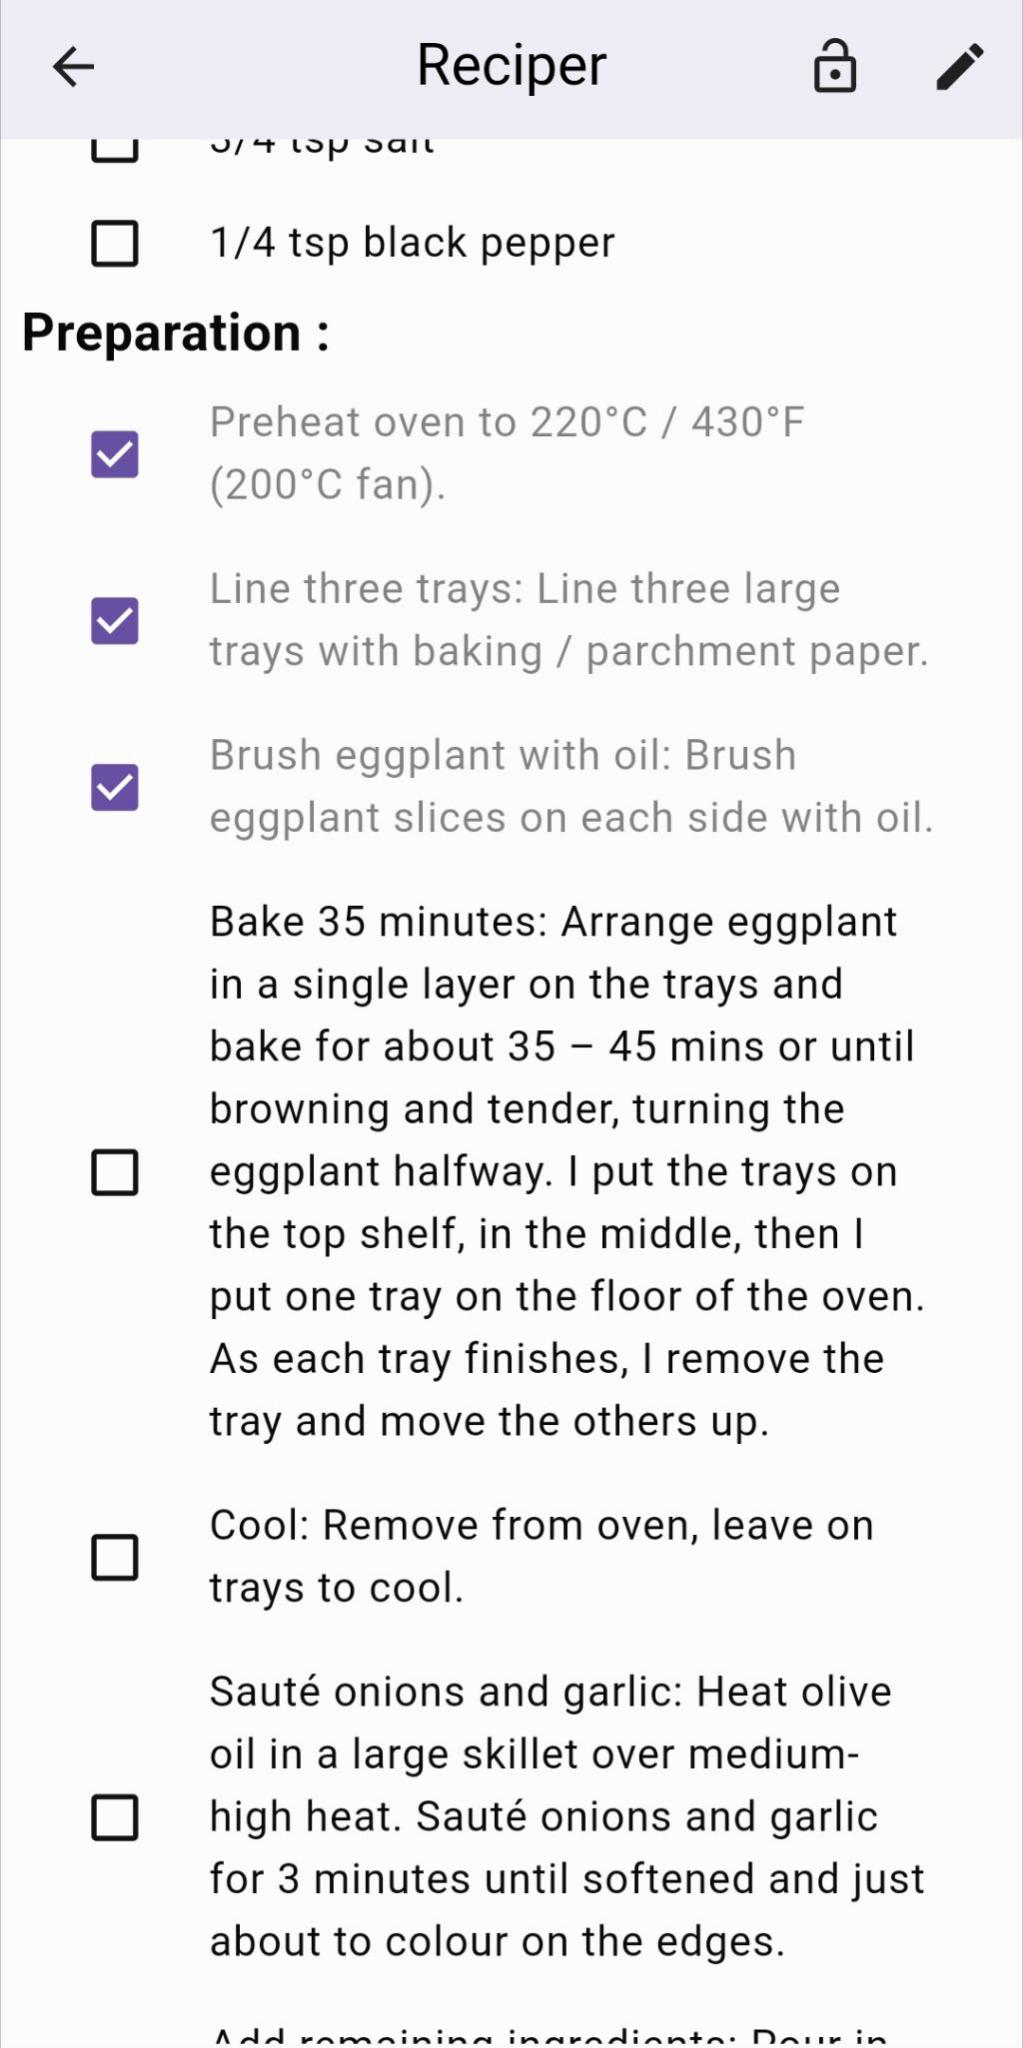 Reciper
3/4 tsp salt
1/4 tsp black pepper
Preparation :
Preheat oven to 220°C / 430°F
(200°C fan).
Line three trays: Line three large
trays with baking / parchment paper.
Brush eggplant with oil: Brush
eggplant slices on each side with oil.
Bake 35 minutes: Arrange eggplant
in a single layer on the trays and
bake for about 35 – 45 mins or until
browning and tender, turning the
eggplant halfway. I put the trays on
the top shelf, in the middle, then I
put one tray on the floor of the oven.
As each tray finishes, I remove the
tray and move the others up.
Cool: Remove from oven, leave on
trays to cool.
Sauté onions and garlic: Heat olive
oil in a large skillet over medium-
high heat. Sauté onions and garlic
for 3 minutes until softened and just
about to colour on the edges.
Add remaining ingredients: Pour in